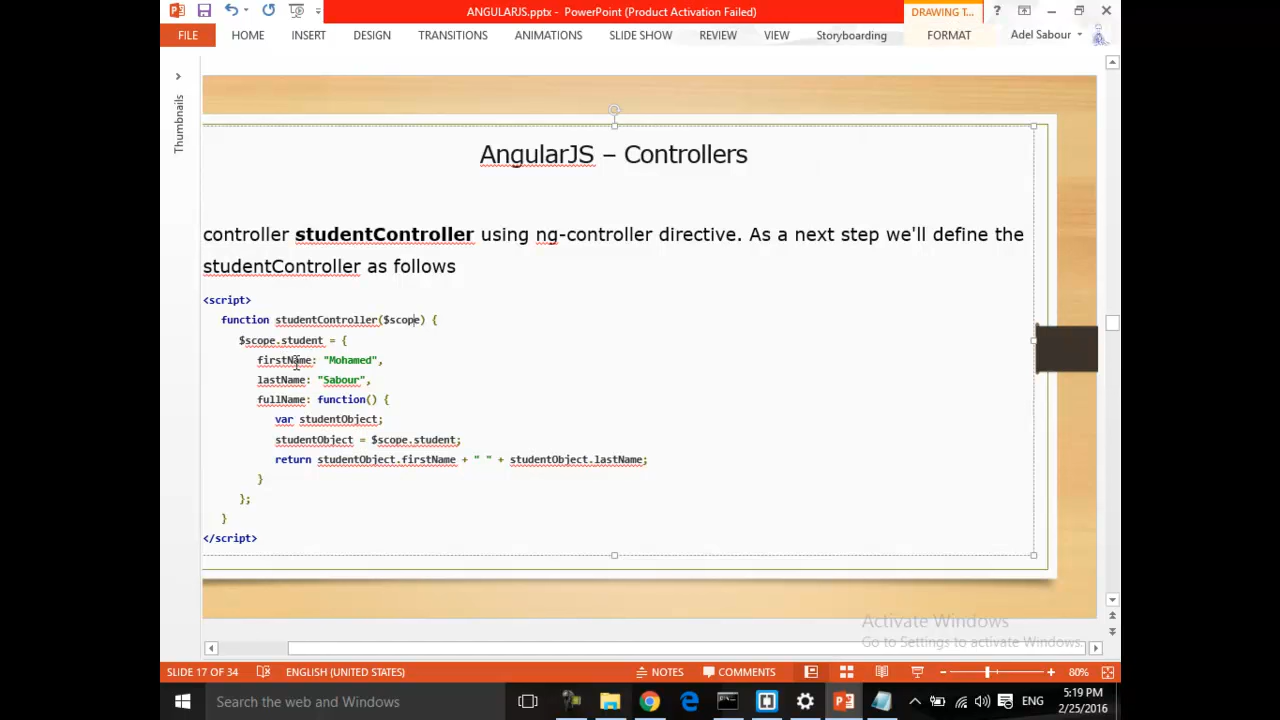 ANGULARJS.pptx - PowerPoint (Product Activation Failed)
DRAWING T...
?
FILE
HOME
INSERT
DESIGN
TRANSITIONS
ANIMATIONS
SLIDE SHOW
REVIEW
VIEW
Storyboarding
FORMAT
Adel Sabour
Thumbnails
AngularJS – Controllers
controller studentController using ng-controller directive. As a next step we'll define the
studentController as follows
<script>
function studentController($scope) {
$scope.student = {
firstName: "Mohamed",
lastName: "Sabour",
fullName: function() {
var studentObject;
studentObject = $scope.student;
return studentObject.firstName + " " + studentObject.lastName;
}
};
}
</script>
Activate Windows
Go to Settings to activate Windows.
SLIDE 17 OF 34
ENGLISH (UNITED STATES)
NOTES
COMMENTS
80%
Search the web and Windows
ENG
5:19 PM
2/25/2016